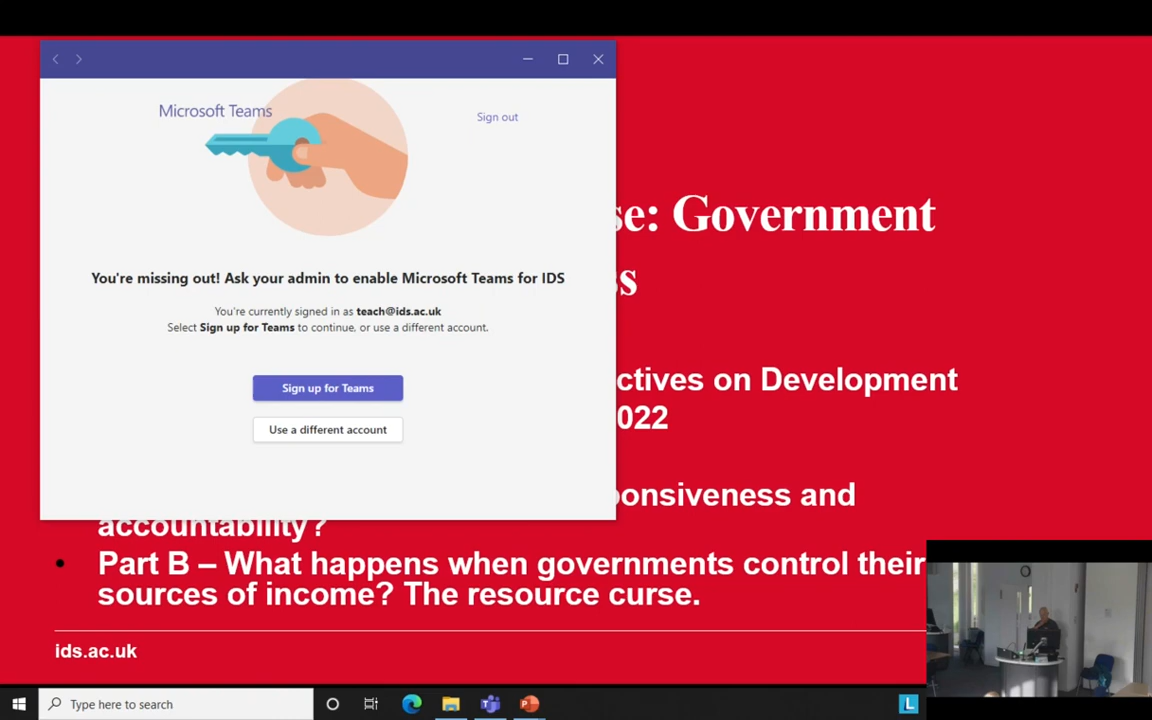 Microsoft Teams
Sign out
You're missing out! Ask your admin to enable Microsoft Teams for IDS
You're currently signed in as teach@ids.ac.uk
Select Sign up for Teams to continue, or use a different account.
Sign up for Teams
Use a different account
se: Government
ss
ctives on Development
022
ponsiveness and
accountability?
• Part B – What happens when governments control their
sources of income? The resource curse.
ids.ac.uk
Type here to search
L